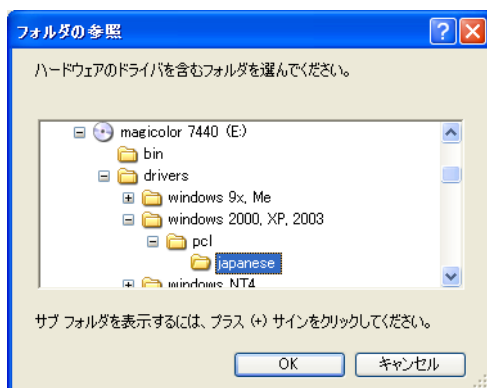 フォルダの参照
ハードウェアのドライバを含むフォルダを選んでください。
magicolor 7440 (E:)
bin
drivers
windows 9x, Me
windows 2000, XP, 2003
pcl
japanese
windows NT4
サブ フォルダを表示するには、プラス (+) サインをクリックしてください。
OK キャンセル